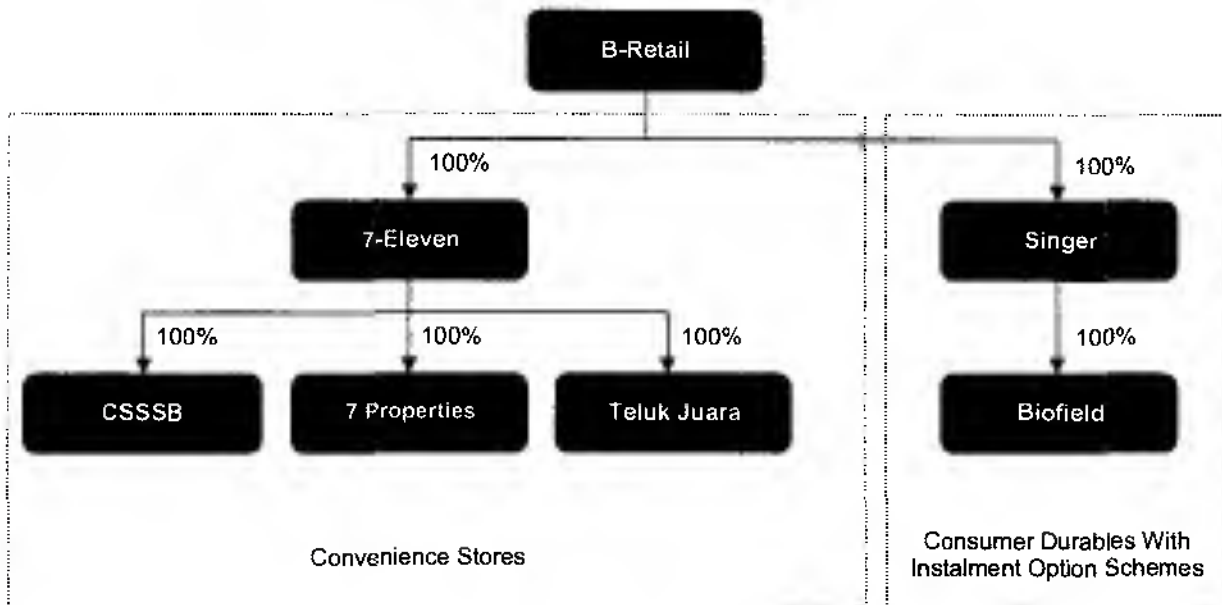 B-Retail
100%
100%
7-Eleven
Singer
100%
100%
100%
100%
CSSSB
7 Properties
Teluk Juara
Biofield
Convenience Stores
Consumer Durables With
Instalment Option Schemes